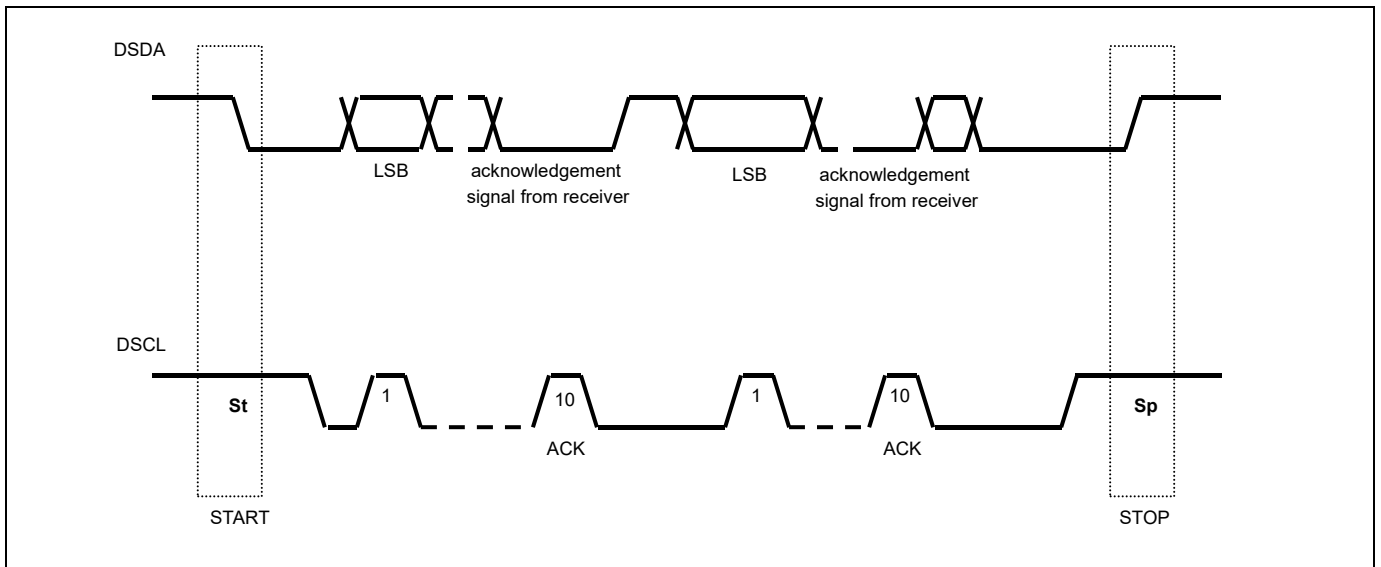 DSDA
LSB
acknowledgement
signal from receiver
LSB
acknowledgement
signal from receiver
DSCL
St
1
10
1
10
Sp
ACK
ACK
START
STOP